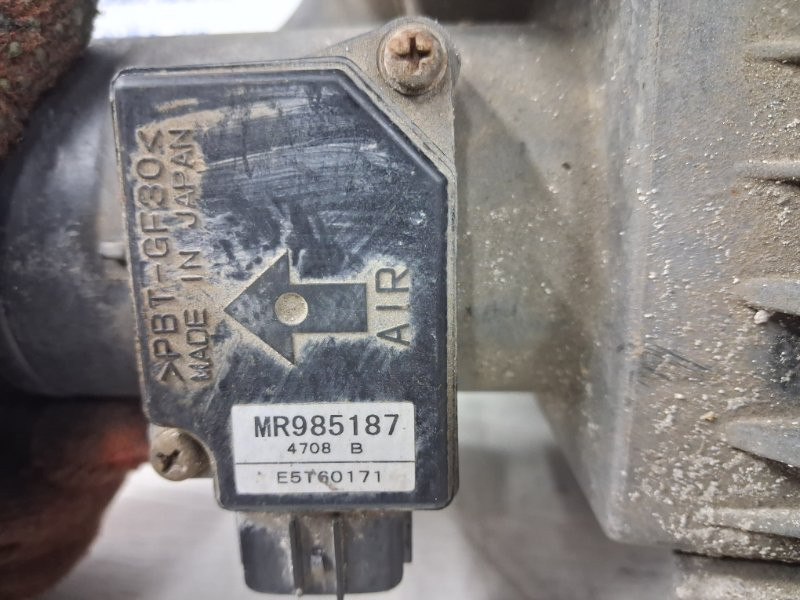 >PBT-GF30<
MADE IN JAPAN
AIR
MR985187
4708 B
E5T60171